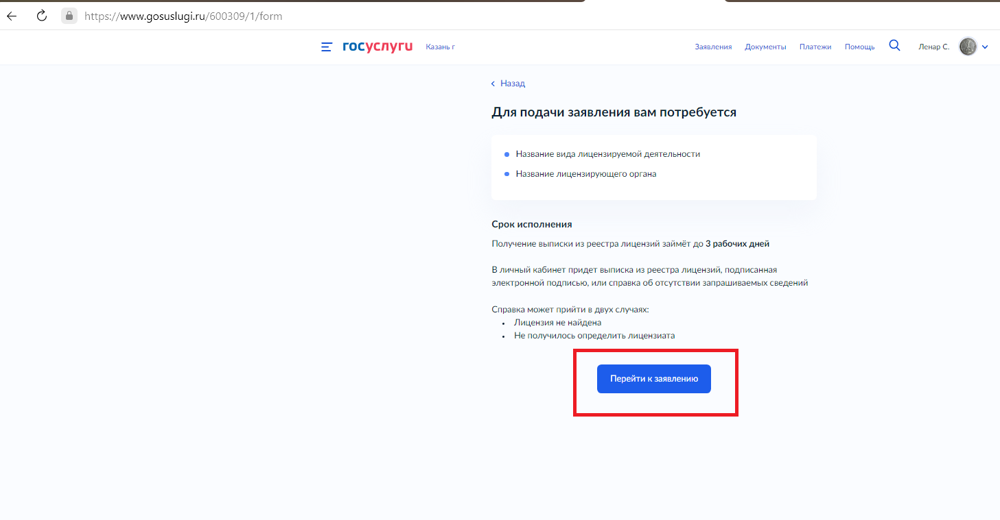 https://www.gosuslugi.ru/600309/1/form
госуслуги Казань г Заявления Документы Платежи Помощь Ленар С.
Назад
Для подачи заявления вам потребуется
Название вида лицензируемой деятельности
Название лицензирующего органа
Срок исполнения
Получение выписки из реестра лицензий займёт до 3 рабочих дней
В личный кабинет придет выписка из реестра лицензий, подписанная
электронной подписью, или справка об отсутствии запрашиваемых сведений
Справка может прийти в двух случаях:
Лицензия не найдена
Не получилось определить лицензиата
Перейти к заявлению